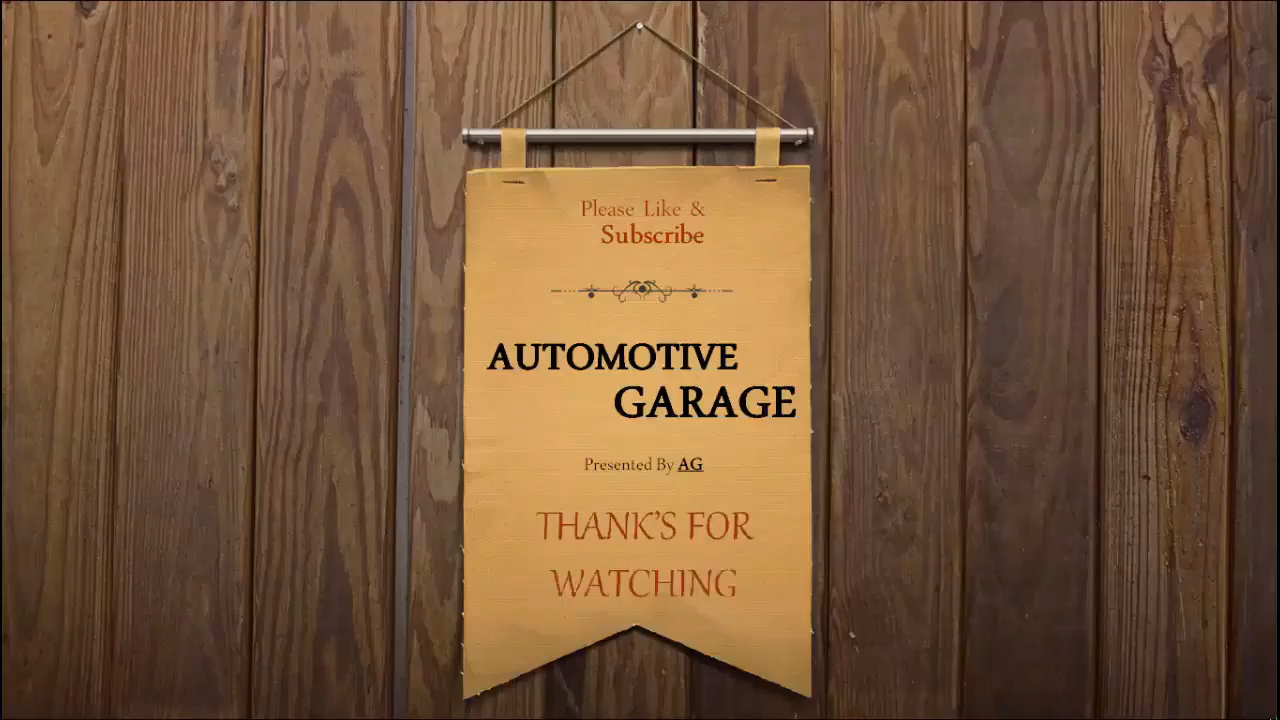 Please Like &
Subscribe
AUTOMOTIVE
GARAGE
Presented By AG
THANK'S FOR
WATCHING